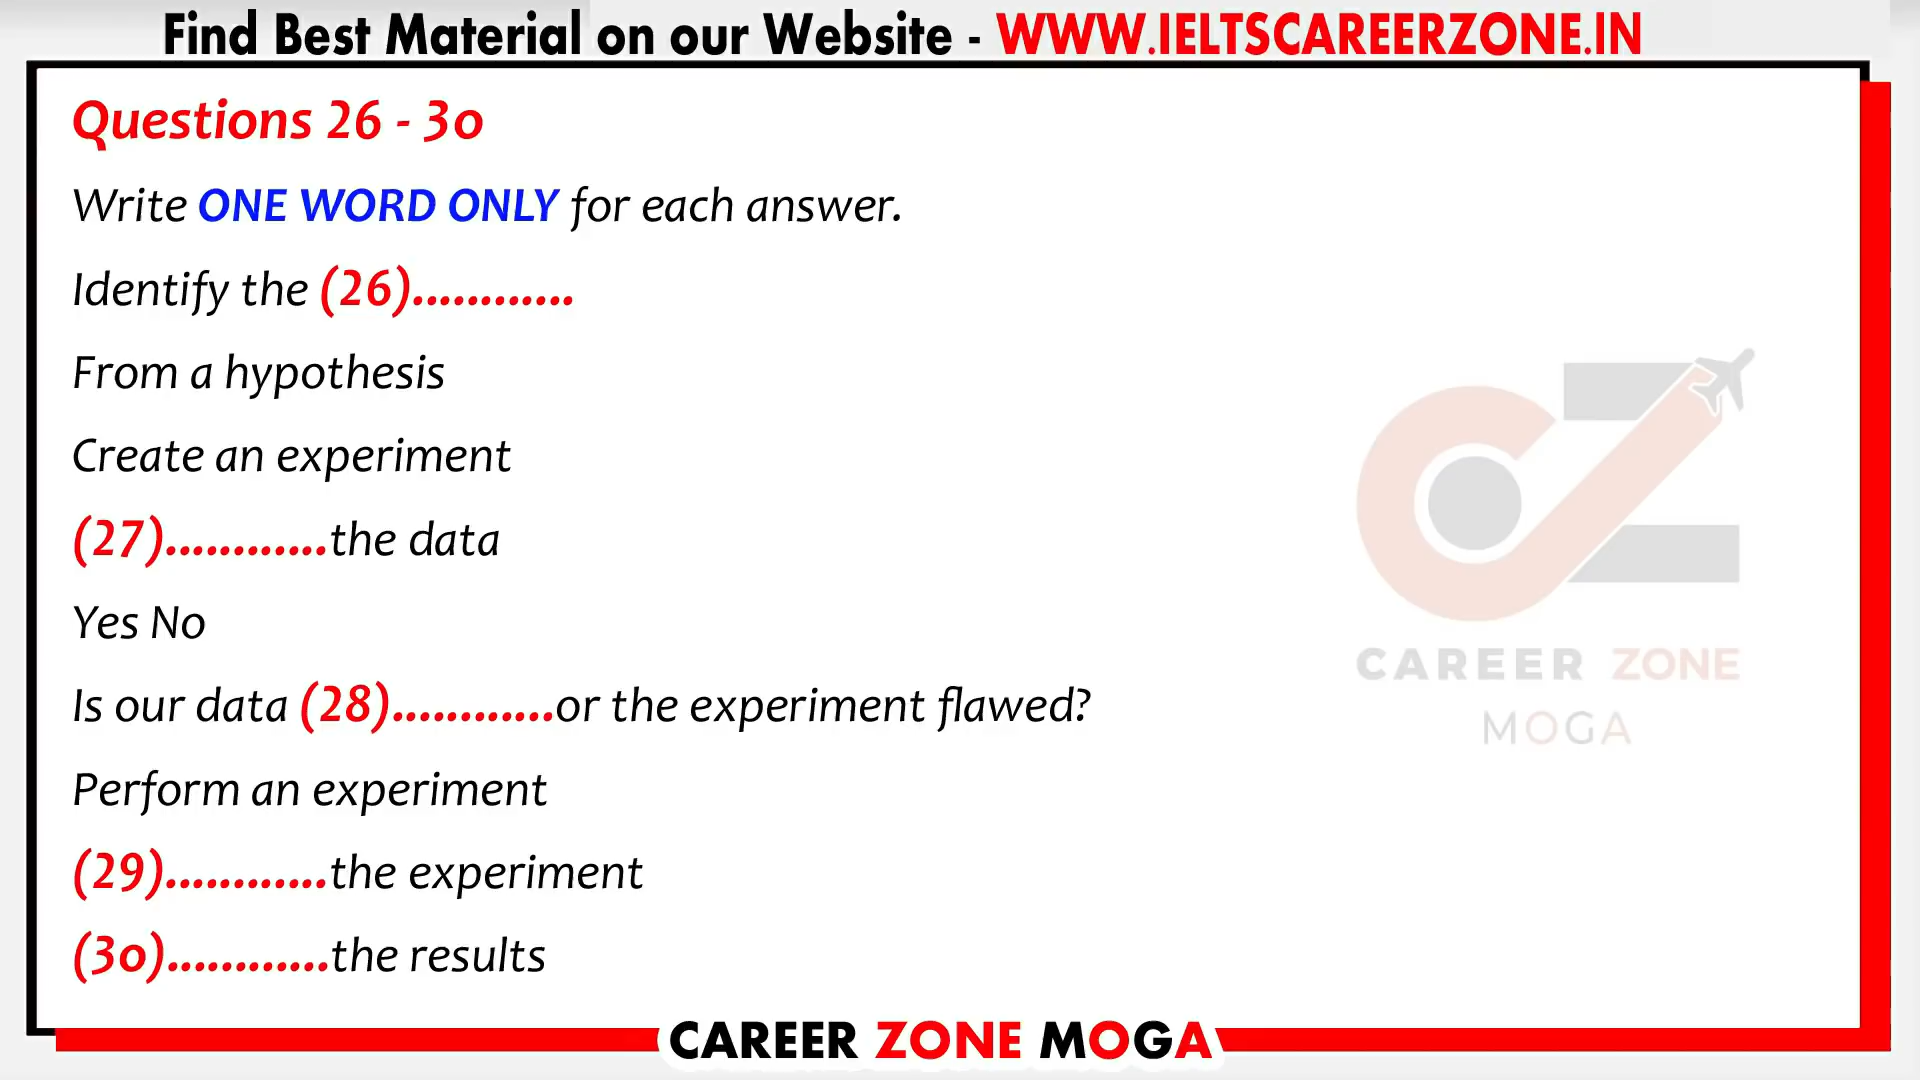 Find Best Material on our Website - WWW.IELTSCAREERZONE.IN
Questions 26 - 30
Write ONE WORD ONLY for each answer.
Identify the (26)............
From a hypothesis
Create an experiment
(27)............the data
Yes No
Is our data (28)............or the experiment flawed?
Perform an experiment
(29)............the experiment
(30)............the results
CAREER ZONE
MOGA
CAREER ZONE MOGA